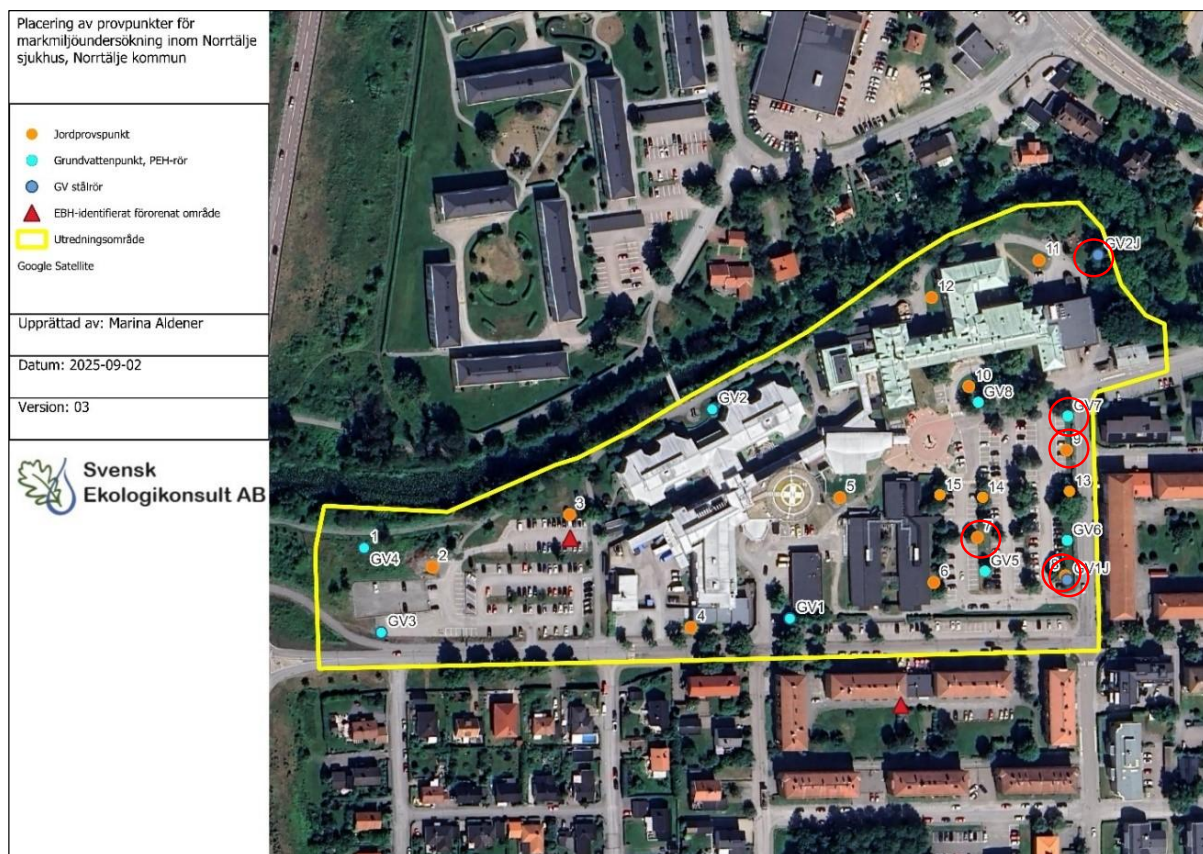 Placering av provpunkter för
markmiljöundersökning inom Norrtälje
sjukhus, Norrtälje kommun
Jordprovspunkt
Grundvattenpunkt, PEH-rör
GV stålrör
EBH-identifierat förorenat område
Utredningsområde
Google Satellite
Upprättad av: Marina Aldener
Datum: 2025-09-02
Version: 03
Svensk
Ekologikonsult AB
GV2J
11
12
10
GV8
GV7
GV2
9
13
15
14
5
3
7
GV6
1
GV4
2
GV5
GV1J
6
GV1
4
GV3